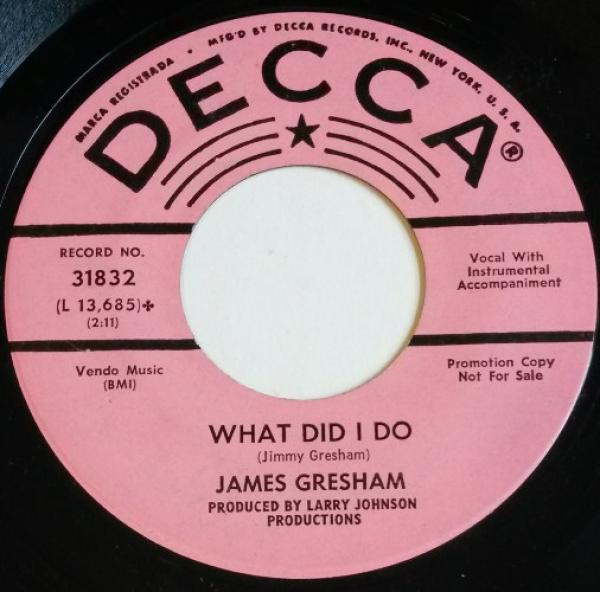 MARCA REGISTRADA • MFG'D BY DECCA RECORDS, INC., NEW YORK, U. S. A.
DECCA®
RECORD NO.
31832
(L 13,685)✤
(2:11)
Vocal With
Instrumental
Accompaniment
Vendo Music
(BMI)
Promotion Copy
Not For Sale
WHAT DID I DO
(Jimmy Gresham)
JAMES GRESHAM
PRODUCED BY LARRY JOHNSON
PRODUCTIONS